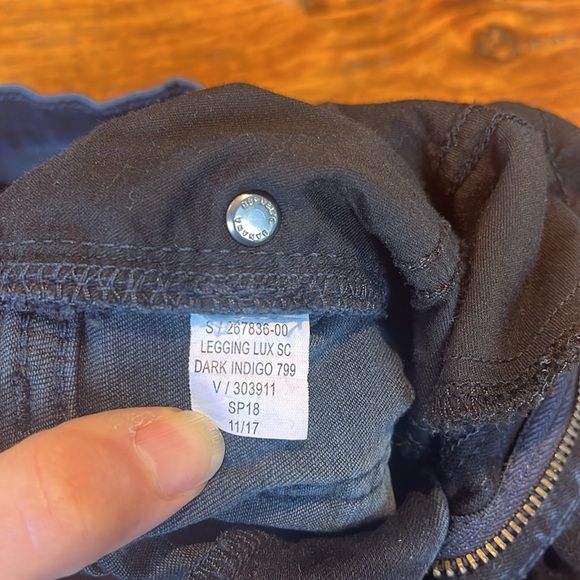 S / 267836-00
LEGGING LUX SC
DARK INDIGO 799
V / 303911
SP18
11/17